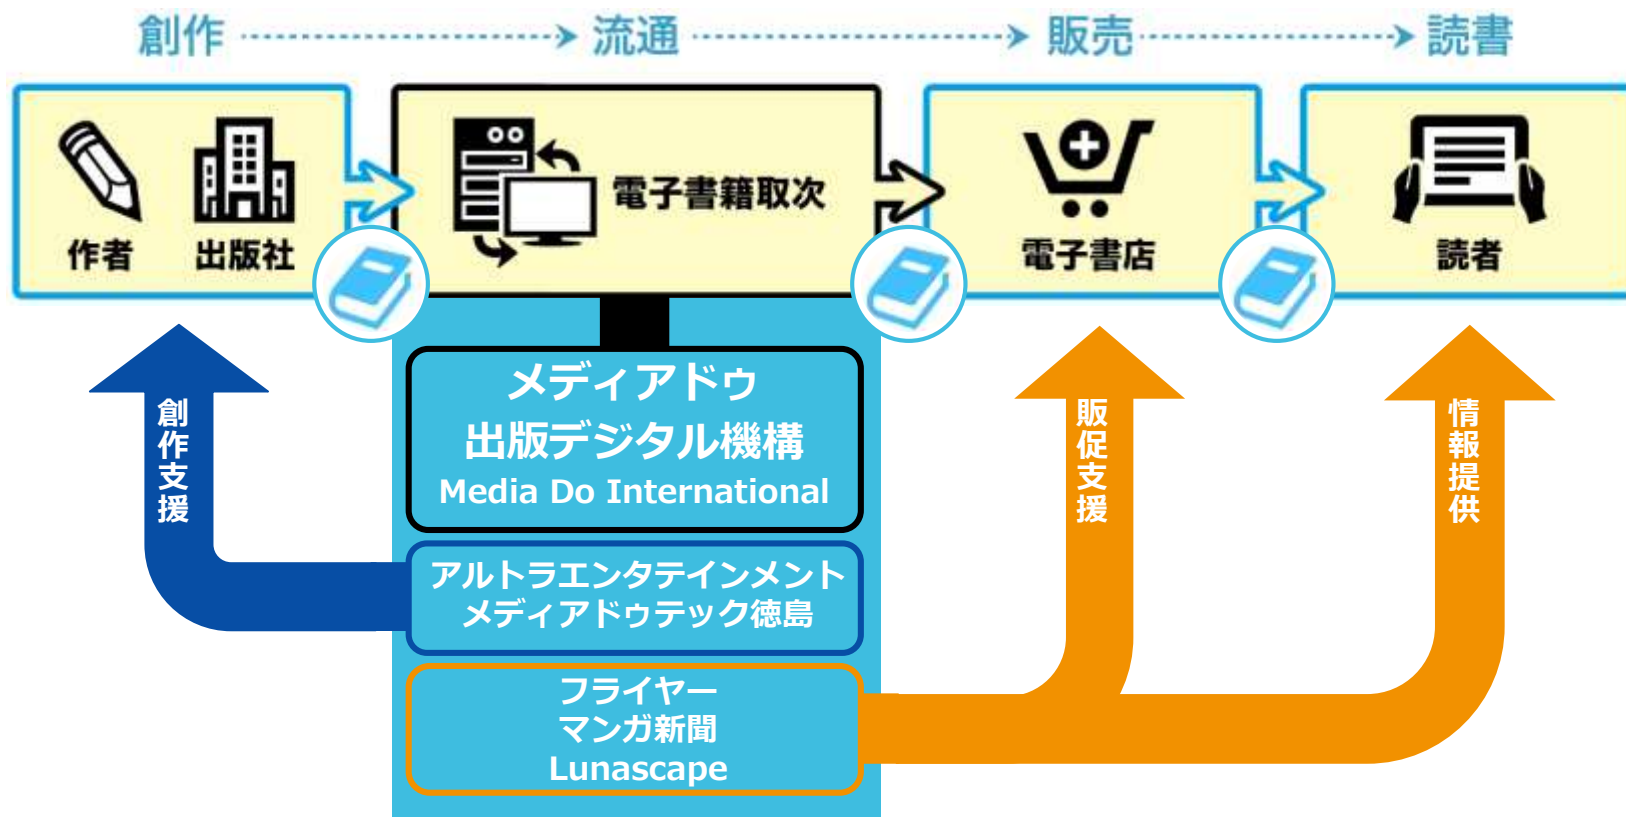 創作
流通
販売
読書
作者
出版社
電子書籍取次
電子書店
読者
メディアドゥ
出版デジタル機構
Media Do International
アルトラエンタテインメント
メディアドゥテック徳島
フライヤー
マンガ新聞
Lunascape
創作支援
販促支援
情報提供